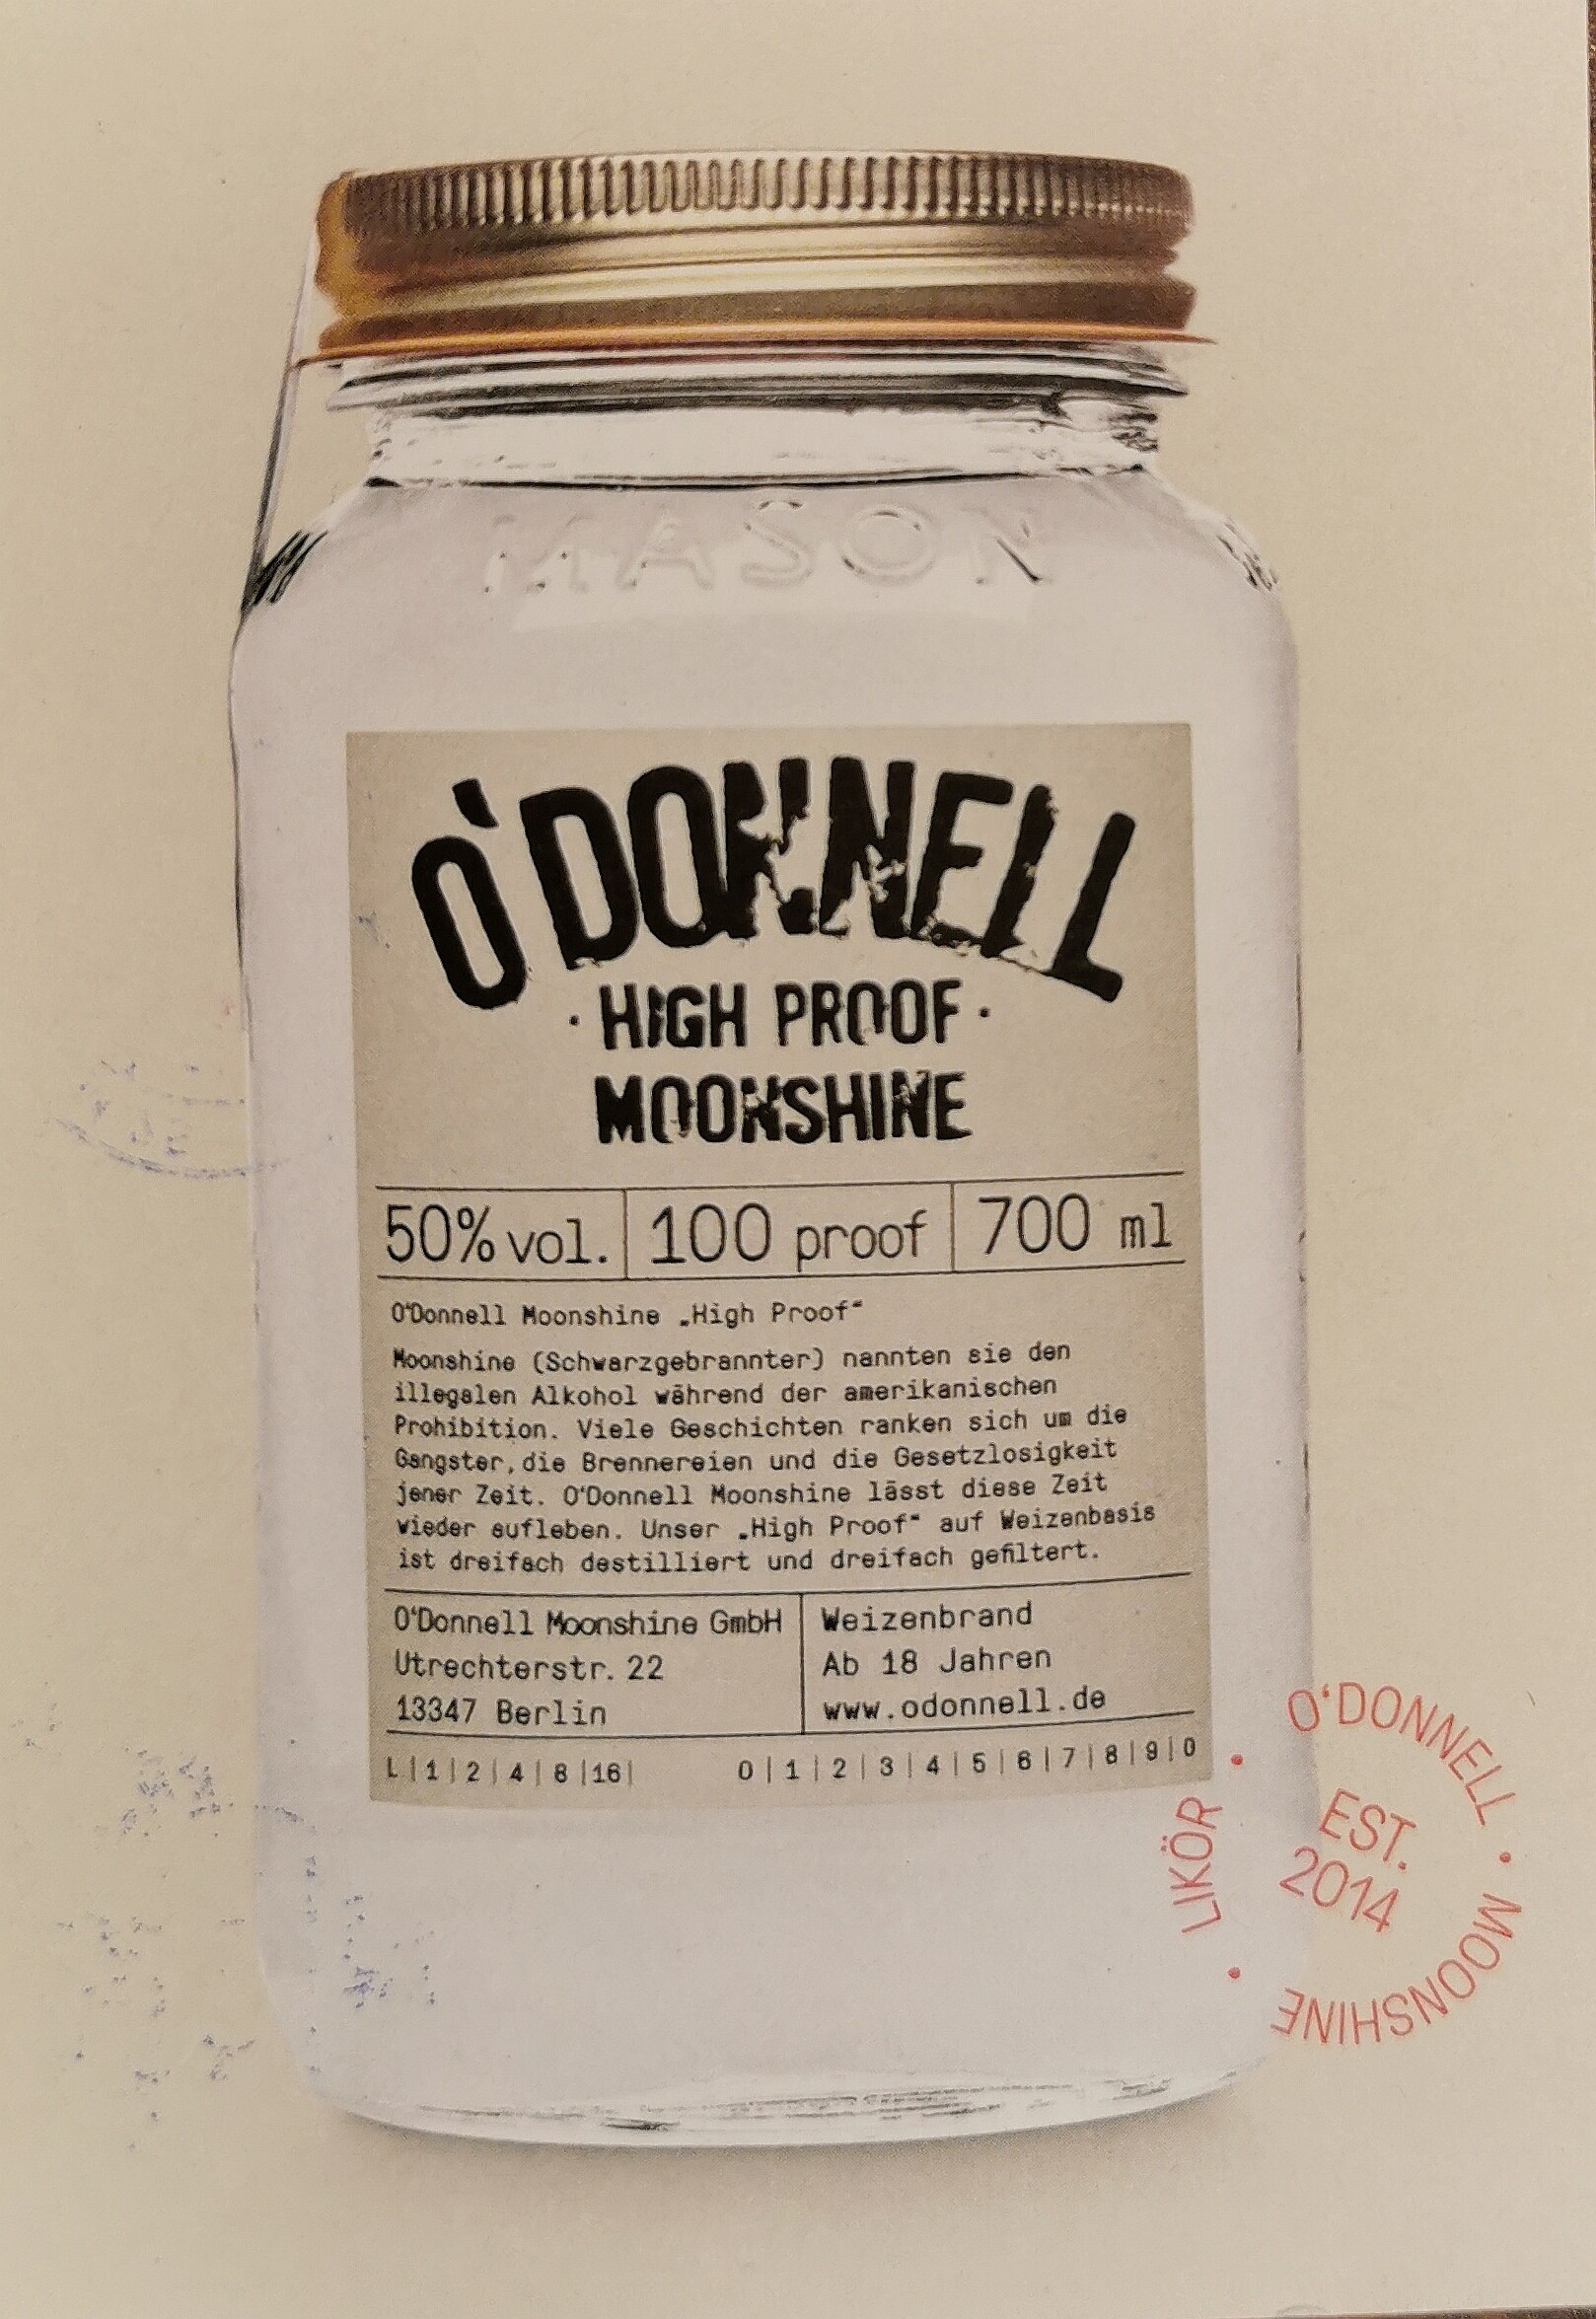 MASON
O'DONNELL
· HIGH PROOF ·
MOONSHINE
50% vol. | 100 proof | 700 ml
O'Donnell Moonshine „High Proof“
Moonshine (Schwarzgebrannter) nannten sie den
illegalen Alkohol während der amerikanischen
Prohibition. Viele Geschichten ranken sich um die
Gangster, die Brennereien und die Gesetzlosigkeit
jener Zeit. O'Donnell Moonshine lässt diese Zeit
wieder aufleben. Unser „High Proof“ auf Weizenbasis
ist dreifach destilliert und dreifach gefiltert.
O'Donnell Moonshine GmbH
Utrechterstr. 22
13347 Berlin
Weizenbrand
Ab 18 Jahren
www.odonnell.de
L|1|2|4|8|16| 0|1|2|3|4|5|6|7|8|9|0
O'DONNELL · MOONSHINE · LIKÖR ·
EST.
2014